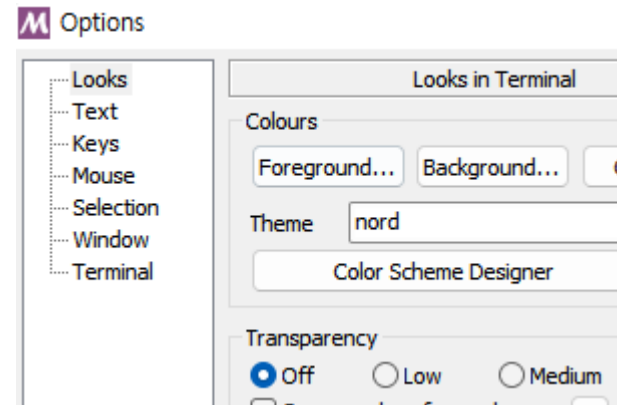 M Options
Looks
Text
Keys
Mouse
Selection
Window
Terminal
Looks in Terminal
Colours
Foreground... Background...
Theme nord
Color Scheme Designer
Transparency
Off Low Medium